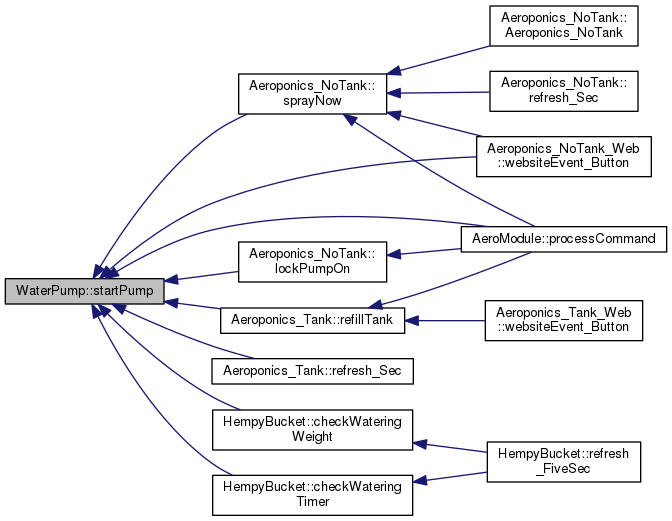 Aeroponics_NoTank::
Aeroponics_NoTank
Aeroponics_NoTank::
sprayNow
Aeroponics_NoTank::
refresh_Sec
Aeroponics_NoTank_Web
::websiteEvent_Button
AeroModule::processCommand
Aeroponics_NoTank::
lockPumpOn
WaterPump::startPump
Aeroponics_Tank::refillTank
Aeroponics_Tank_Web
::websiteEvent_Button
Aeroponics_Tank::refresh_Sec
HempyBucket::checkWatering
Weight
HempyBucket::refresh
_FiveSec
HempyBucket::checkWatering
Timer